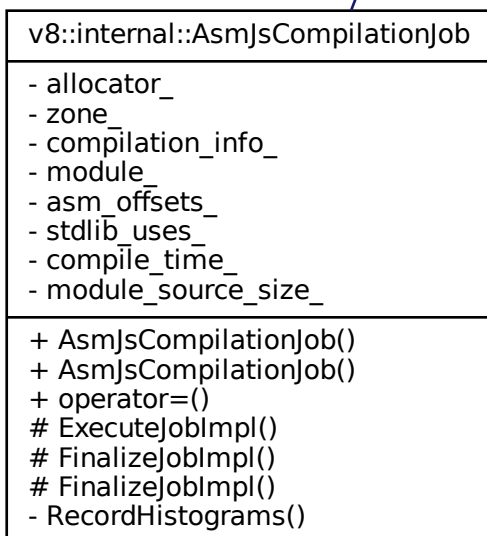 v8::internal::AsmJsCompilationJob
- allocator_
- zone_
- compilation_info_
- module_
- asm_offsets_
- stdlib_uses_
- compile_time_
- module_source_size_
+ AsmJsCompilationJob()
+ AsmJsCompilationJob()
+ operator=()
# ExecuteJobImpl()
# FinalizeJobImpl()
# FinalizeJobImpl()
- RecordHistograms()